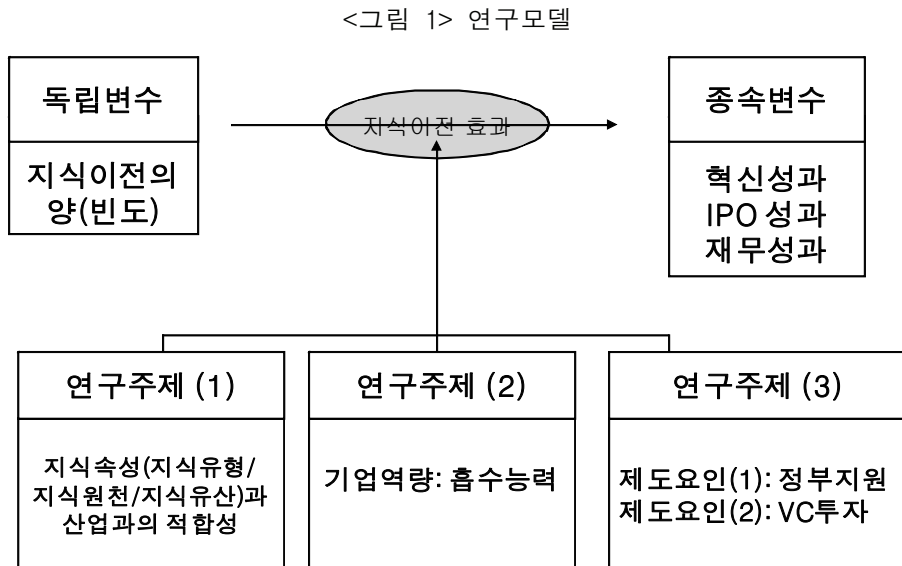 <그림 1> 연구모델
독립변수
지식이전의
양(빈도)
지식이전 효과
종속변수
혁신성과
IPO 성과
재무성과
연구주제 (1)
지식속성(지식유형/
지식원천/지식유산)과
산업과의 적합성
연구주제 (2)
기업역량: 흡수능력
연구주제 (3)
제도요인(1): 정부지원
제도요인(2): VC투자